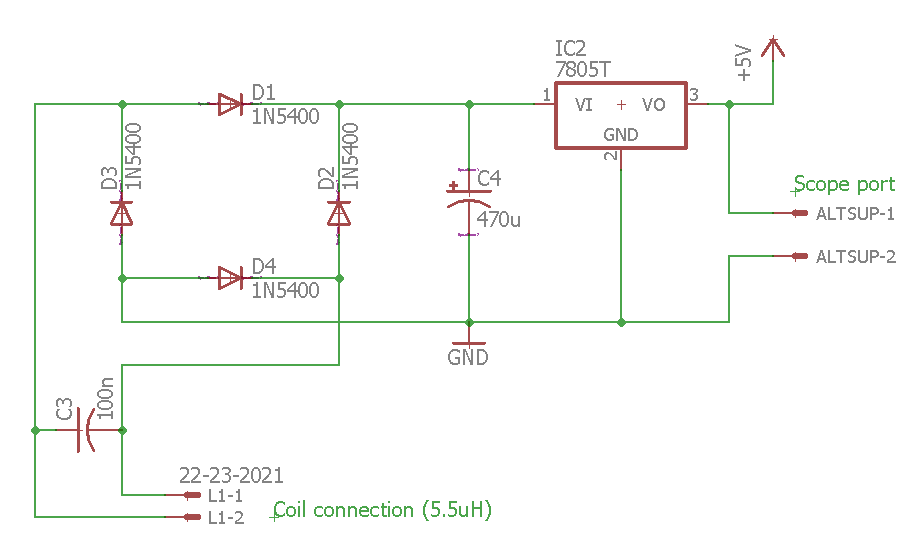 IC2
7805T
+5V
D1
1N5400
1
VI
VO
3
GND
2
D3
1N5400
D2
1N5400
C4
470u
Scope port
ALTSUP-1
ALTSUP-2
D4
1N5400
GND
C3
100n
22-23-2021
L1-1
L1-2
Coil connection (5.5uH)